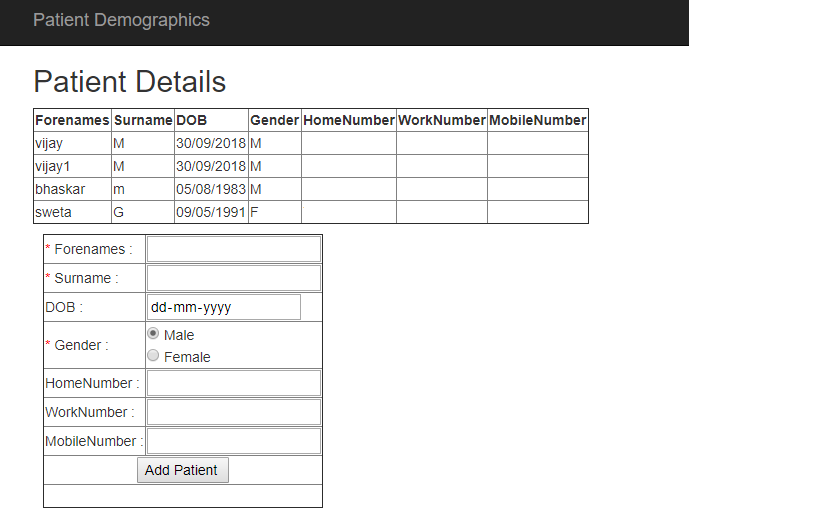 Patient Demographics
Patient Details
Forenames Surname DOB Gender HomeNumber WorkNumber MobileNumber
vijay M 30/09/2018 M
vijay1 M 30/09/2018 M
bhaskar m 05/08/1983 M
sweta G 09/05/1991 F
* Forenames :
* Surname :
DOB : dd-mm-yyyy
* Gender : Male
Female
HomeNumber :
WorkNumber :
MobileNumber :
Add Patient